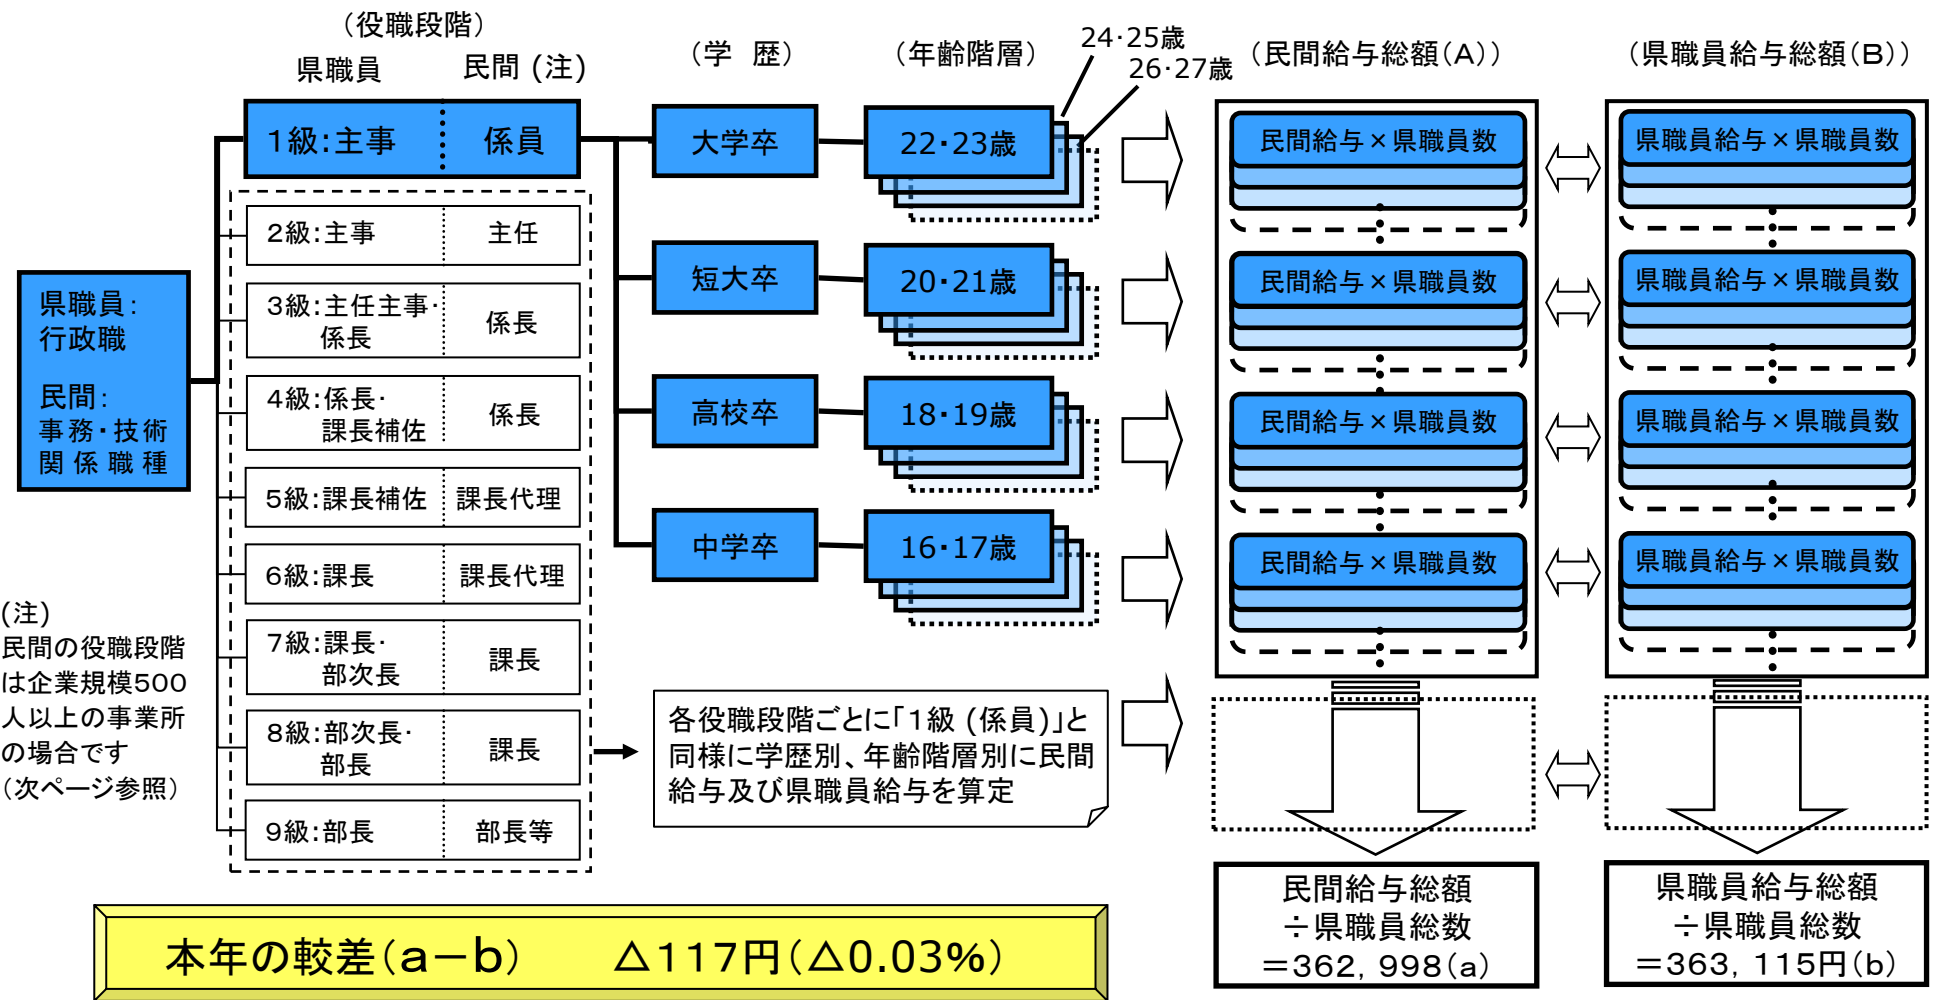 （役職段階）
県職員
民間 (注)
（学　歴）
（年齢階層）
24・25歳
26・27歳
（民間給与総額(Ａ)）
（県職員給与総額(Ｂ)）
県職員：
行政職
民間：
事務・技術
関 係 職 種
１級：主事
係員
２級：主事
主任
３級：主任主事・
係長
係長
４級：係長・
課長補佐
係長
５級：課長補佐
課長代理
６級：課長
課長代理
７級：課長・
部次長
課長
８級：部次長・
部長
課長
９級：部長
部長等
大学卒
短大卒
高校卒
中学卒
22・23歳
20・21歳
18・19歳
16・17歳
民間給与×県職員数
民間給与×県職員数
民間給与×県職員数
民間給与×県職員数
県職員給与×県職員数
県職員給与×県職員数
県職員給与×県職員数
県職員給与×県職員数
(注)
民間の役職段階
は企業規模500
人以上の事業所
の場合です
（次ページ参照）
各役職段階ごとに「１級 (係員)」と
同様に学歴別、年齢階層別に民間
給与及び県職員給与を算定
民間給与総額
÷県職員総数
＝362，998（a）
県職員給与総額
÷県職員総数
＝363，115円（b）
本年の較差（a－b）　△117円（△0.03％）